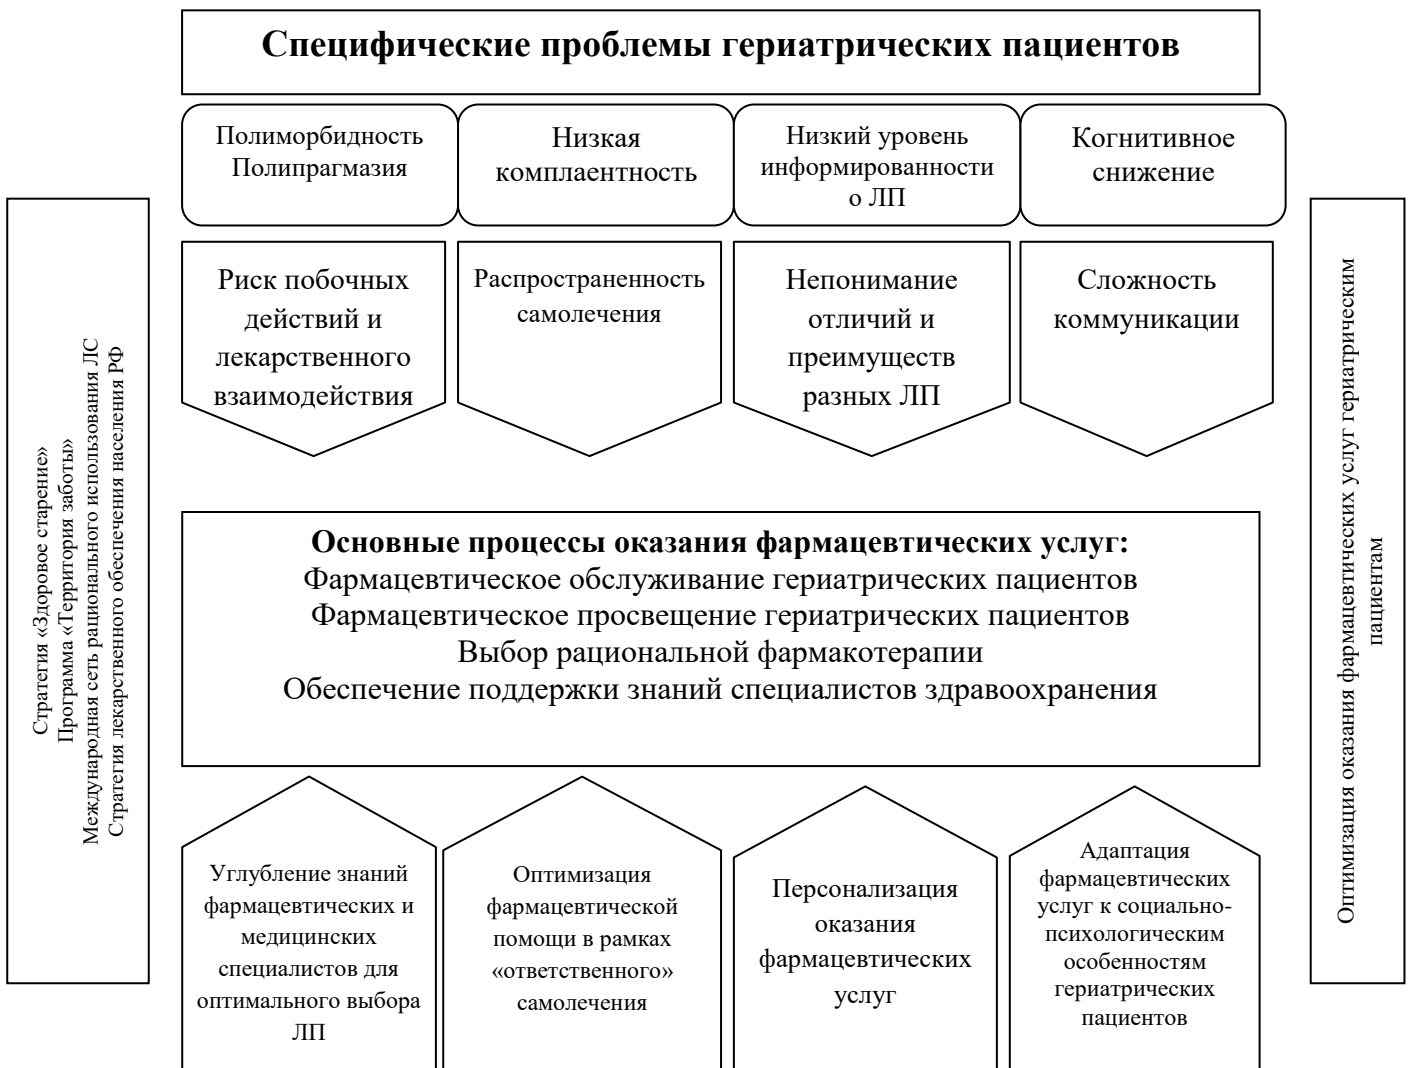 Специфические проблемы гериатрических пациентов
Полиморбидность
Полипрагмазия
Низкая
комплаентность
Низкий уровень
информированности
о ЛП
Когнитивное
снижение
Риск побочных
действий и
лекарственного
взаимодействия
Распространенность
самолечения
Непонимание
отличий и
преимуществ
разных ЛП
Сложность
коммуникации
Стратегия «Здоровое старение»
Программа «Территория заботы»
Международная сеть рационального использования ЛС
Стратегия лекарственного обеспечения населения РФ
Основные процессы оказания фармацевтических услуг:
Фармацевтическое обслуживание гериатрических пациентов
Фармацевтическое просвещение гериатрических пациентов
Выбор рациональной фармакотерапии
Обеспечение поддержки знаний специалистов здравоохранения
Оптимизация оказания фармацевтических услуг гериатрическим
пациентам
Углубление знаний
фармацевтических и
медицинских
специалистов для
оптимального выбора
ЛП
Оптимизация
фармацевтической
помощи в рамках
«ответственного»
самолечения
Персонализация
оказания
фармацевтических
услуг
Адаптация
фармацевтических
услуг к социально-
психологическим
особенностям
гериатрических
пациентов